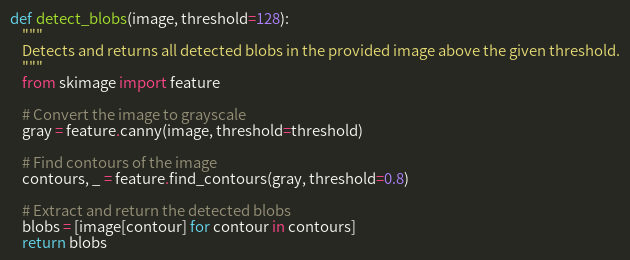 def detect_blobs(image, threshold=128):
    """
    Detects and returns all detected blobs in the provided image above the given threshold.
    """
    from skimage import feature

    # Convert the image to grayscale
    gray = feature.canny(image, threshold=threshold)

    # Find contours of the image
    contours, _ = feature.find_contours(gray, threshold=0.8)

    # Extract and return the detected blobs
    blobs = [image[contour] for contour in contours]
    return blobs